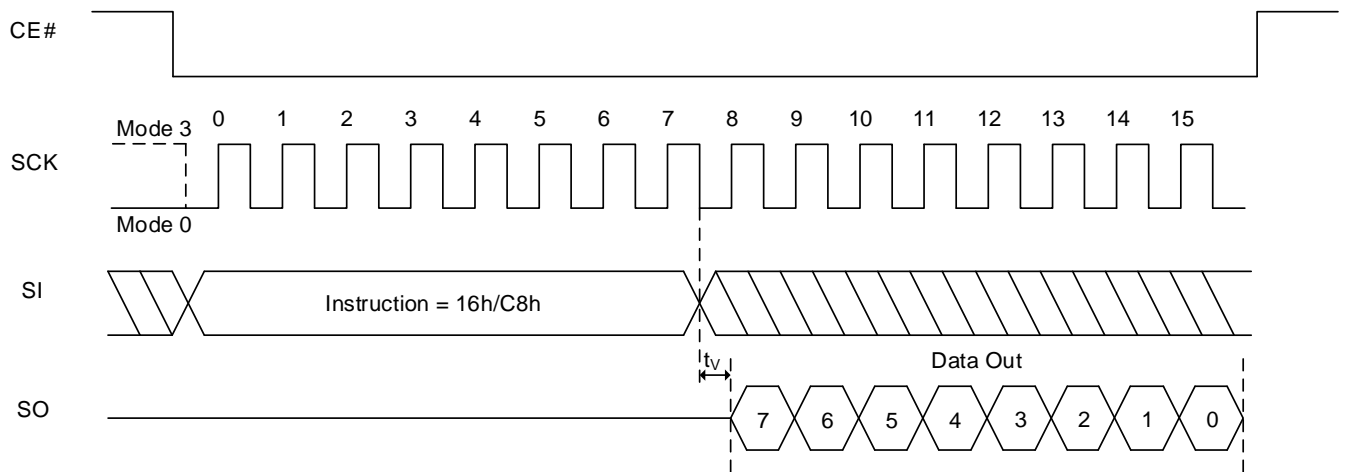 CE#
Mode 3
0 1 2 3 4 5 6 7 8 9 10 11 12 13 14 15
SCK
Mode 0
SI
Instruction = 16h/C8h
tV
Data Out
SO
7 6 5 4 3 2 1 0